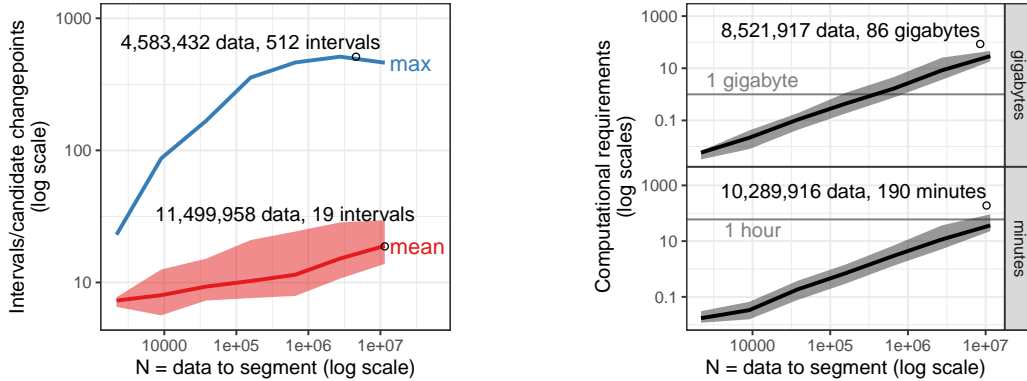 Intervals/candidate changepoints
(log scale)
1000
100
10
4,583,432 data, 512 intervals
max
11,499,958 data, 19 intervals
mean
10000
1e+05
1e+06
1e+07
N = data to segment (log scale)
Computational requirements
(log scales)
1000
10
0.1
8,521,917 data, 86 gigabytes
1 gigabyte
gigabytes
1000
10
0.1
10,289,916 data, 190 minutes
1 hour
minutes
10000
1e+05
1e+06
1e+07
N = data to segment (log scale)